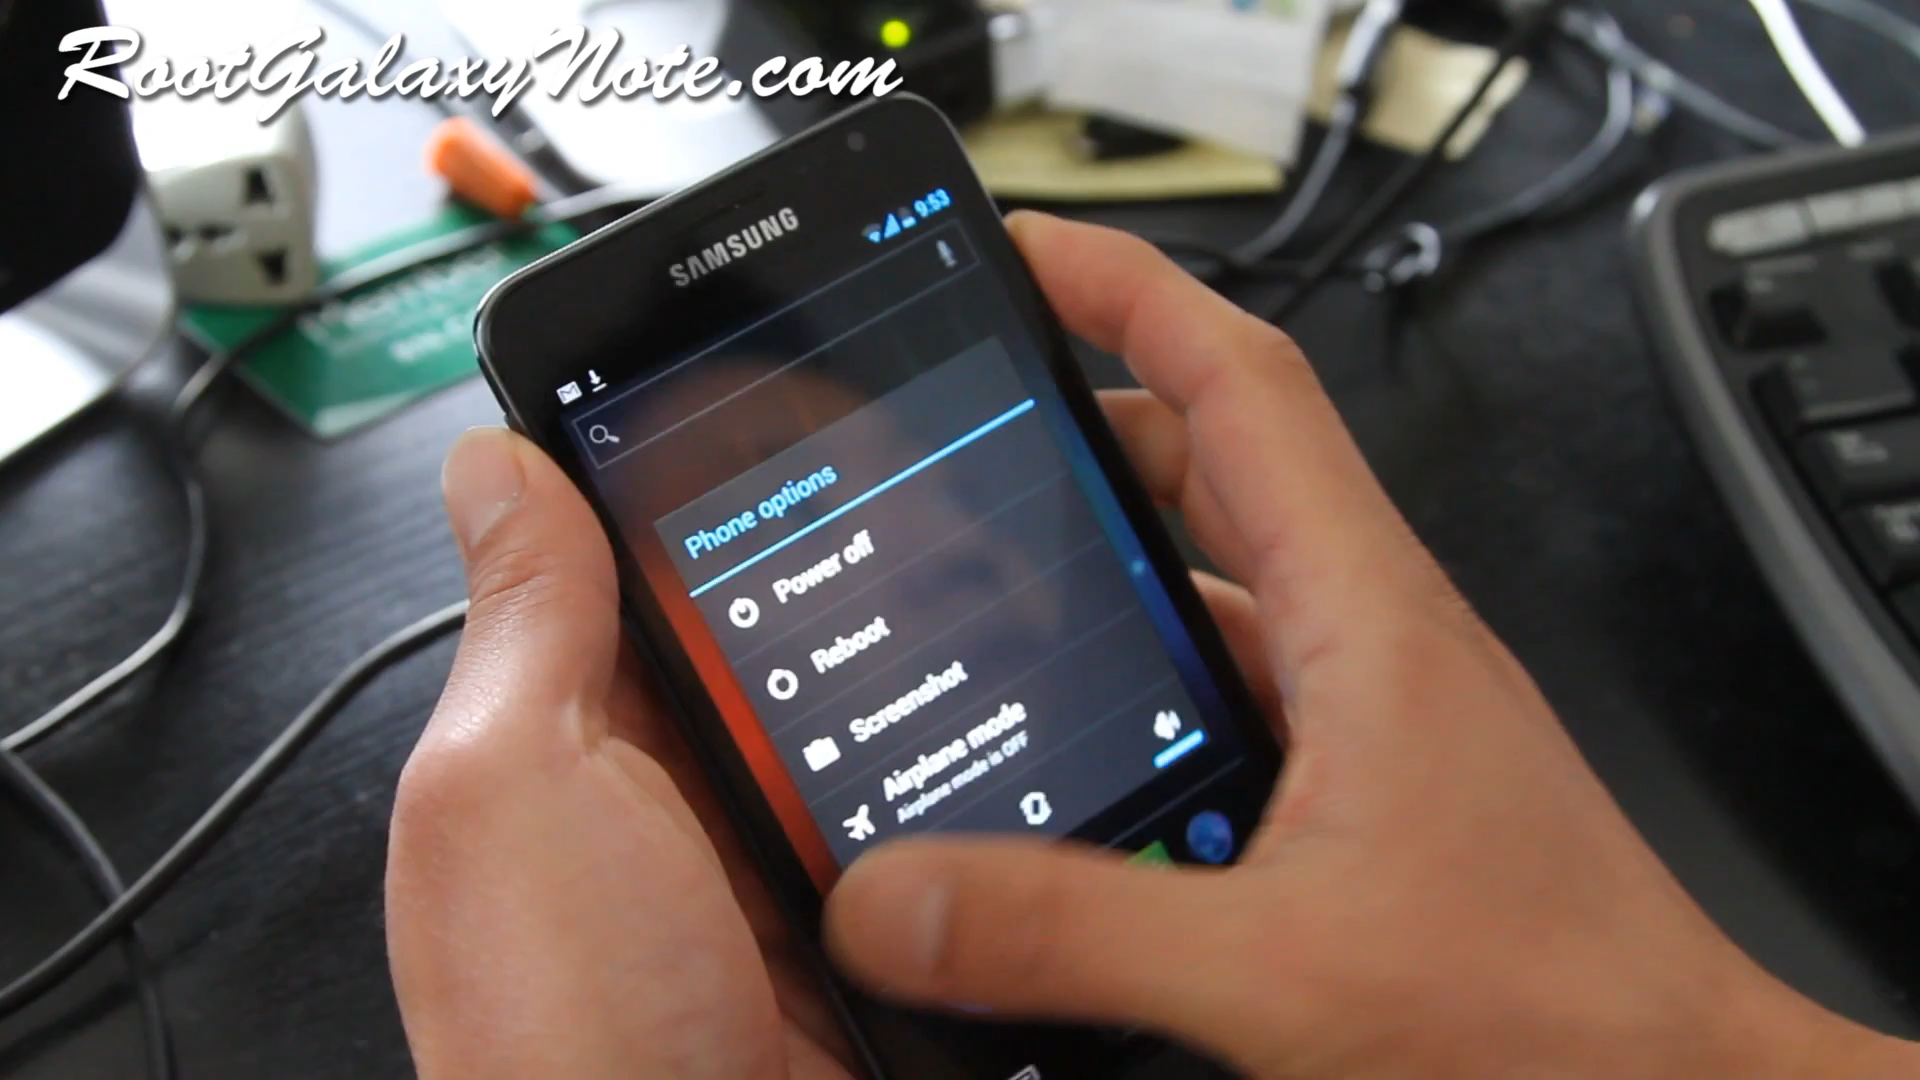 RootGalaxyNote.com
SAMSUNG
9:53
Phone options
Power off
Reboot
Screenshot
Airplane mode
Airplane mode is OFF